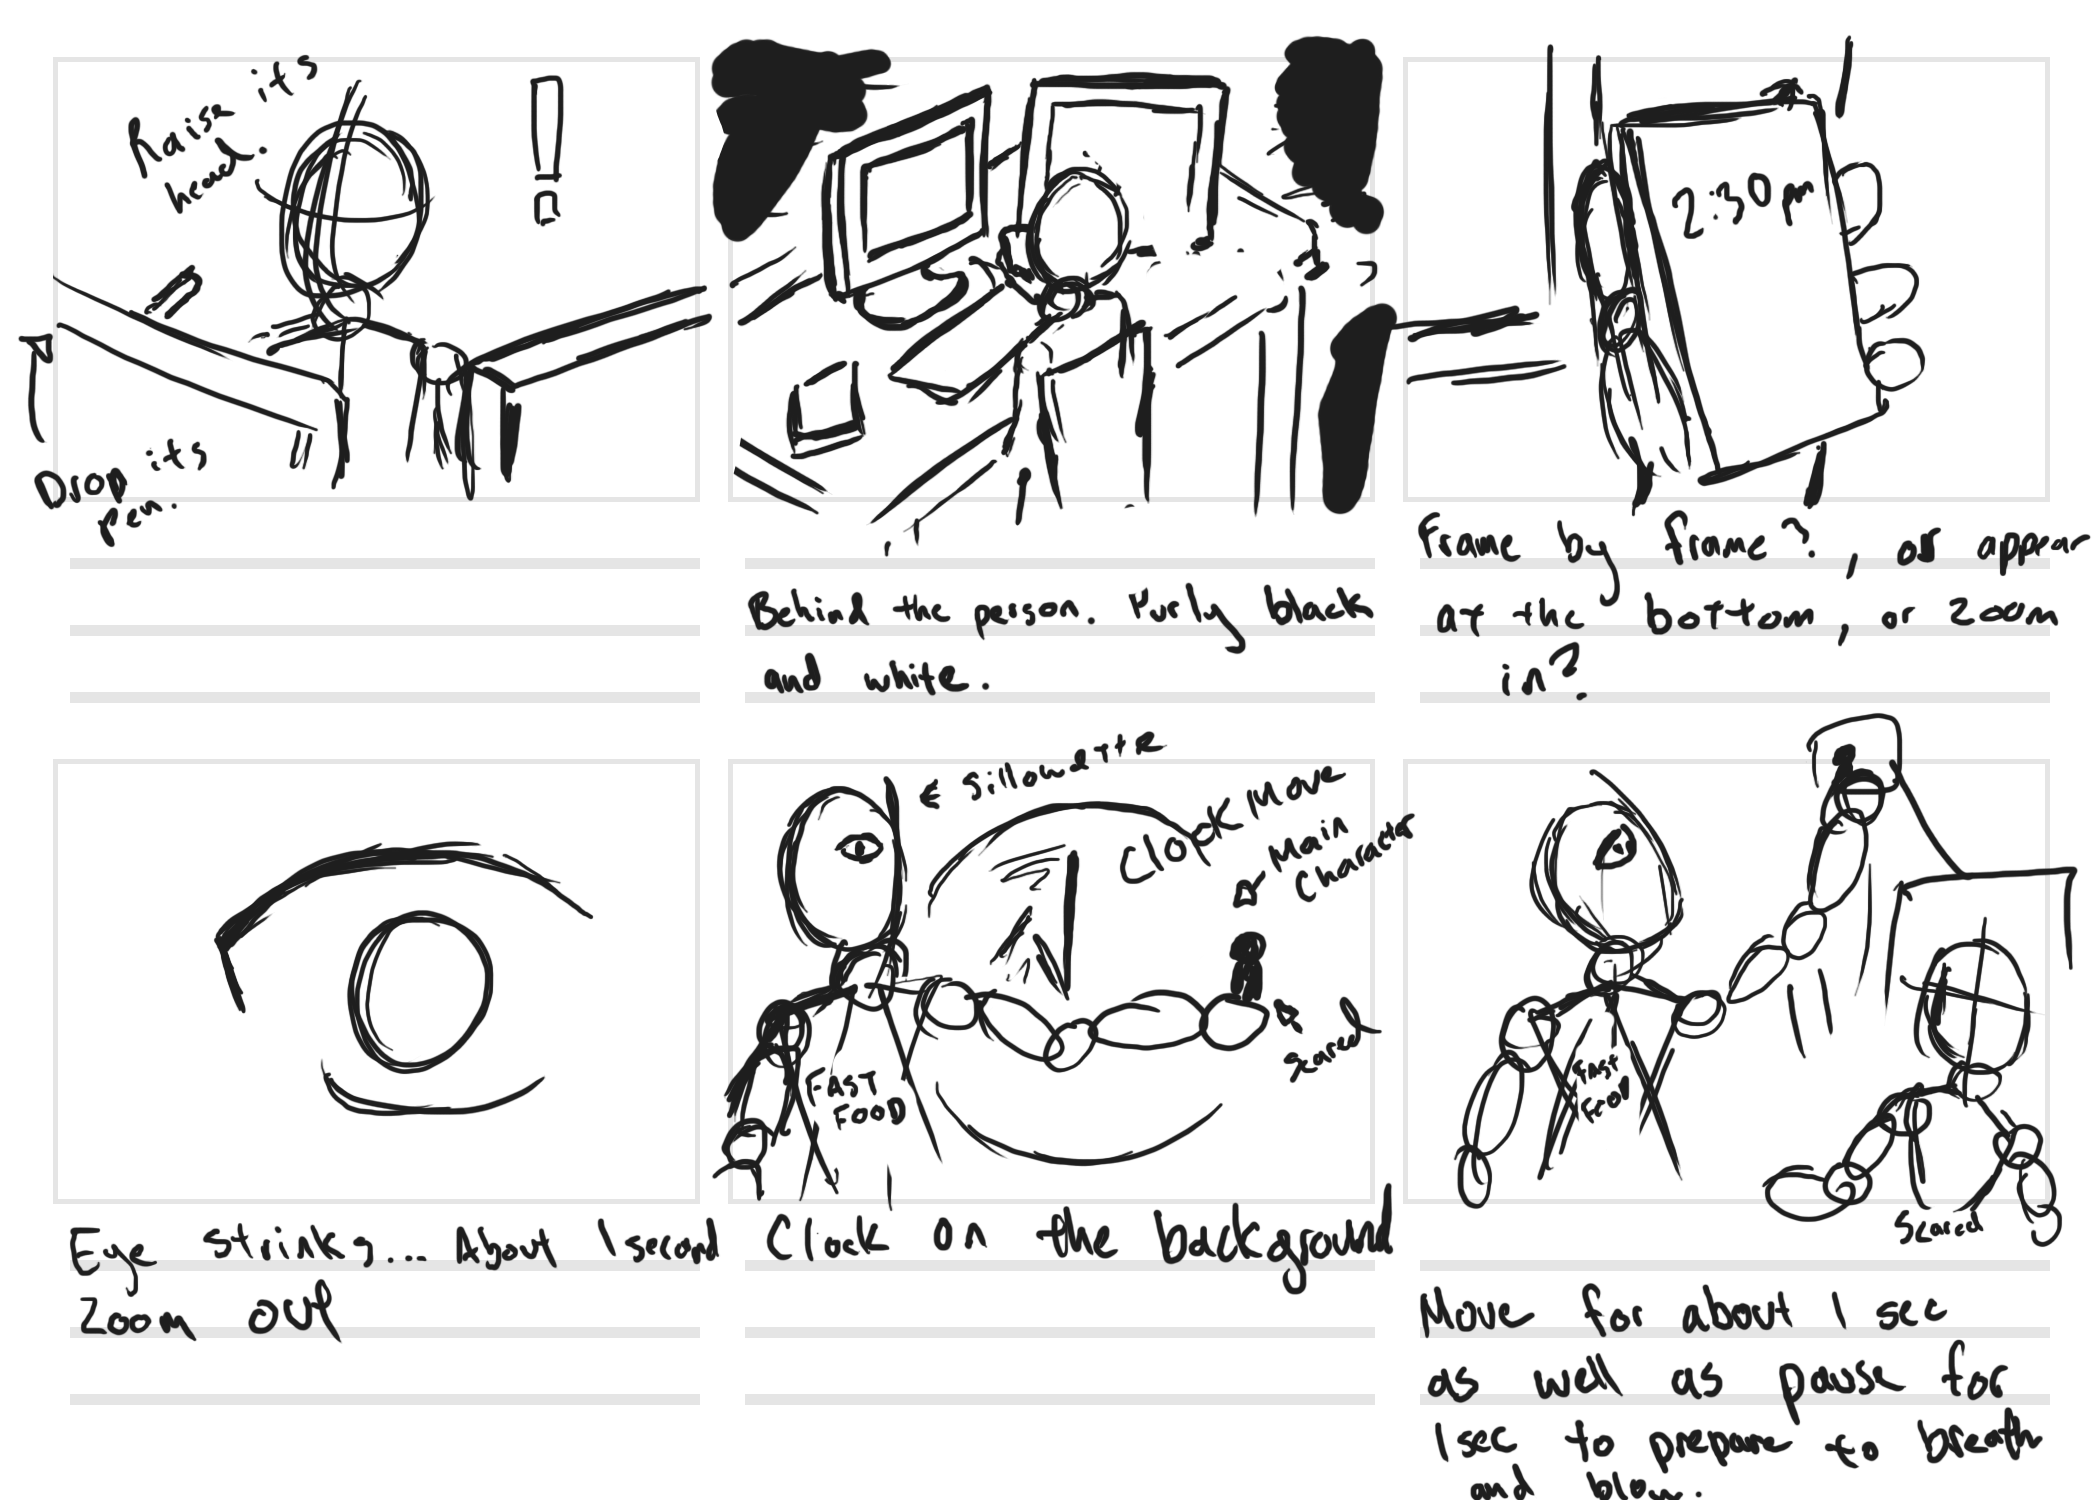 Raise its
head.
Drop its
pen.
Behind the person. Purly black
and white.
2:30 pm
Frame by frame?, or appear
at the bottom, or zoom
in?
Eye strinks... About 1 second
Zoom out
Sillowette
Clock Move
Main
Character
Scared
FAST
FOOD
Clock on the background
FAST
FOOD
Scared
Move for about 1 sec
as well as pause for
1 sec to prepare to breath
and blow.